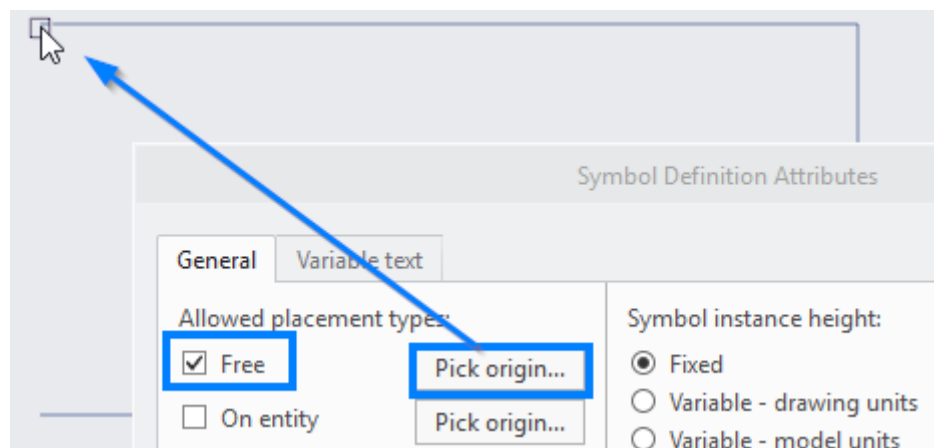 Symbol Definition Attributes
General Variable text
Allowed placement types: Symbol instance height:
Free Pick origin... Fixed
On entity Pick origin... Variable - drawing units
Variable - model units